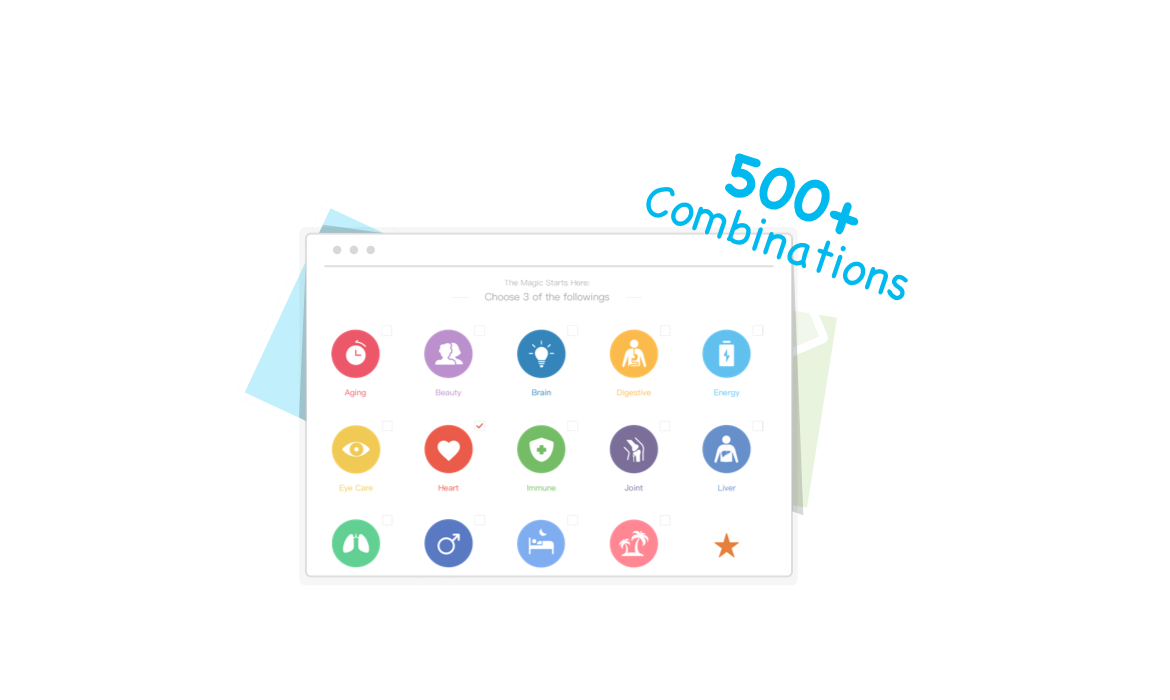 500+
Combinations
The Magic Starts Here:
Choose 3 of the followings
Aging
Beauty
Brain
Digestive
Energy
Eye Care
Heart
Immune
Joint
Liver